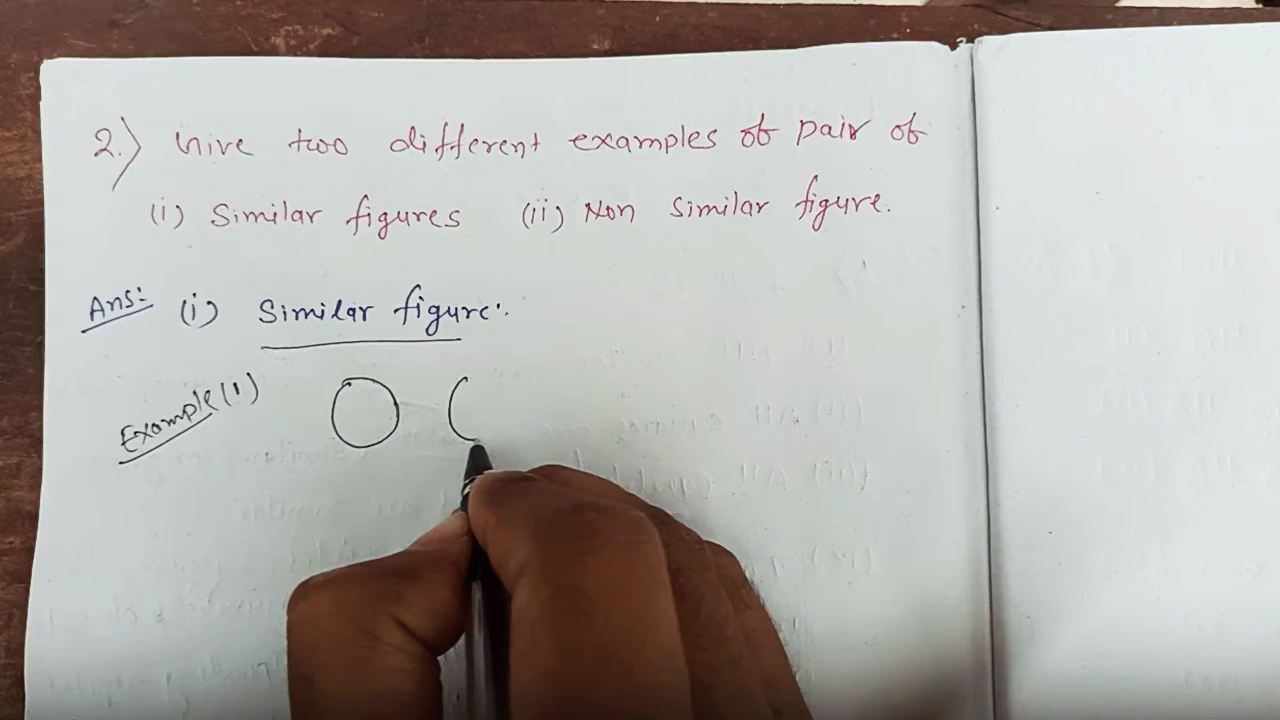 2.) Give two different examples of pair of
(i) Similar figures (ii) Non Similar figure.
Ans:- (i) Similar figure:.
Example (1)